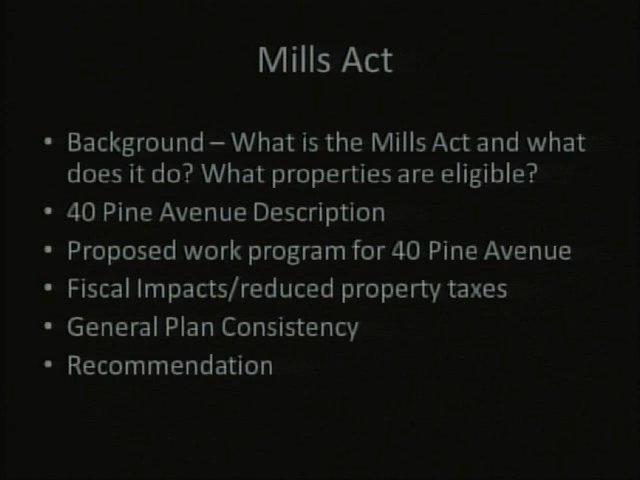 Mills Act
• Background – What is the Mills Act and what
does it do? What properties are eligible?
• 40 Pine Avenue Description
• Proposed work program for 40 Pine Avenue
• Fiscal Impacts/reduced property taxes
• General Plan Consistency
• Recommendation